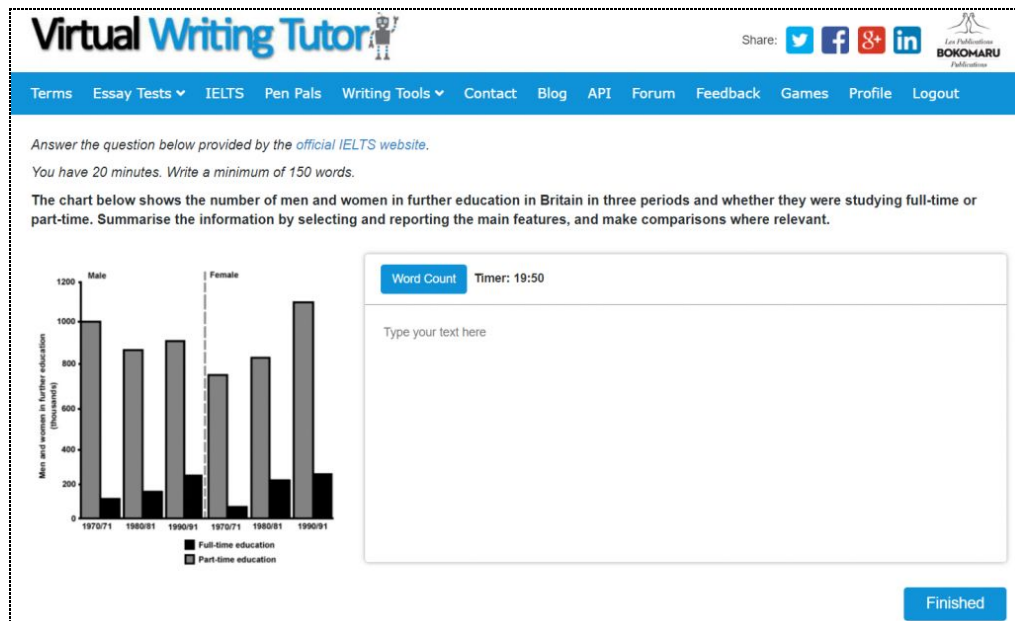 Virtual Writing Tutor
Share:
Les Publications
BOKOMARU
Publications
Terms Essay Tests IELTS Pen Pals Writing Tools Contact Blog API Forum Feedback Games Profile Logout
Answer the question below provided by the official IELTS website.
You have 20 minutes. Write a minimum of 150 words.
The chart below shows the number of men and women in further education in Britain in three periods and whether they were studying full-time or
part-time. Summarise the information by selecting and reporting the main features, and make comparisons where relevant.
Male Female
Men and women in further education
(thousands)
1200
1000
800
600
400
200
0
1970/71 1980/81 1990/91 1970/71 1980/81 1990/91
Full-time education
Part-time education
Word Count Timer: 19:50
Type your text here
Finished